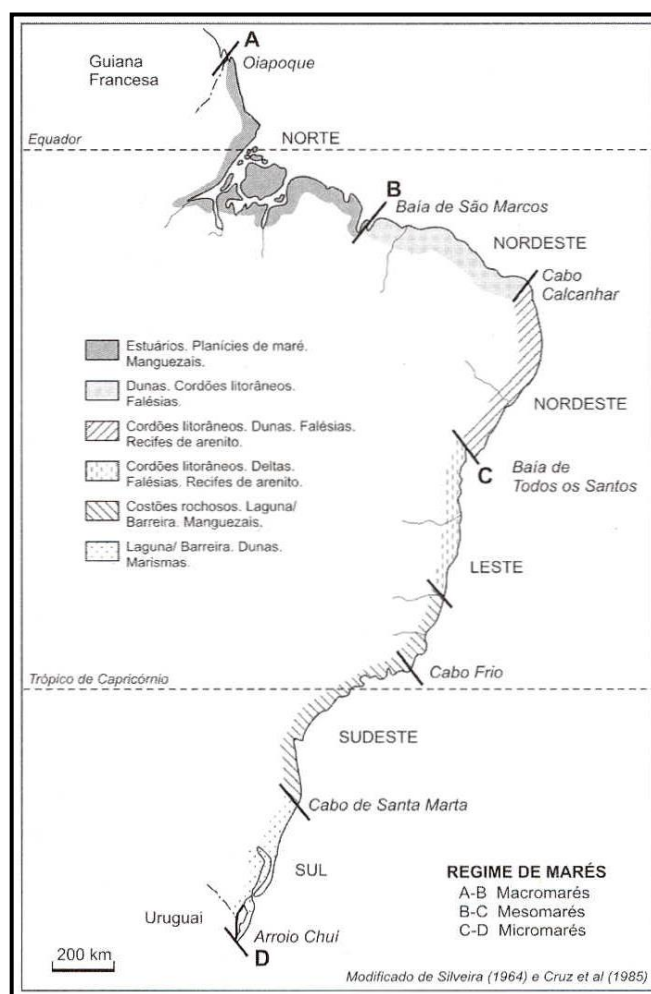 A
Guiana
Francesa
Oiapoque
Equador
NORTE
B
Baía de São Marcos
NORDESTE
Cabo
Calcanhar
Estuários. Planícies de maré.
Manguezais.
Dunas. Cordões litorâneos.
Falésias.
Cordões litorâneos. Dunas. Falésias.
Recifes de arenito.
Cordões litorâneos. Deltas.
Falésias. Recifes de arenito.
Costões rochosos. Laguna/
Barreira. Manguezais.
Laguna/ Barreira. Dunas.
Marismas.
NORDESTE
C
Baía de
Todos os Santos
LESTE
Cabo Frio
Trópico de Capricórnio
SUDESTE
Cabo de Santa Marta
SUL
Uruguai
Arroio Chuí
D
200 km
REGIME DE MARÉS
A-B Macromarés
B-C Mesomarés
C-D Micromarés
Modificado de Silveira (1964) e Cruz et al (1985)